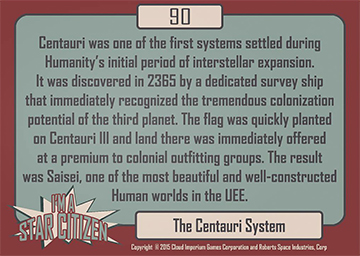 90
Centauri was one of the first systems settled during
Humanity's initial period of interstellar expansion.
It was discovered in 2365 by a dedicated survey ship
that immediately recognized the tremendous colonization
potential of the third planet. The flag was quickly planted
on Centauri III and land there was immediately offered
at a premium to colonial outfitting groups. The result
was Saisei, one of the most beautiful and well-constructed
Human worlds in the UEE.
I'M A
STAR CITIZEN
The Centauri System
Copyright © 2015 Cloud Imperium Games Corporation and Roberts Space Industries, Corp